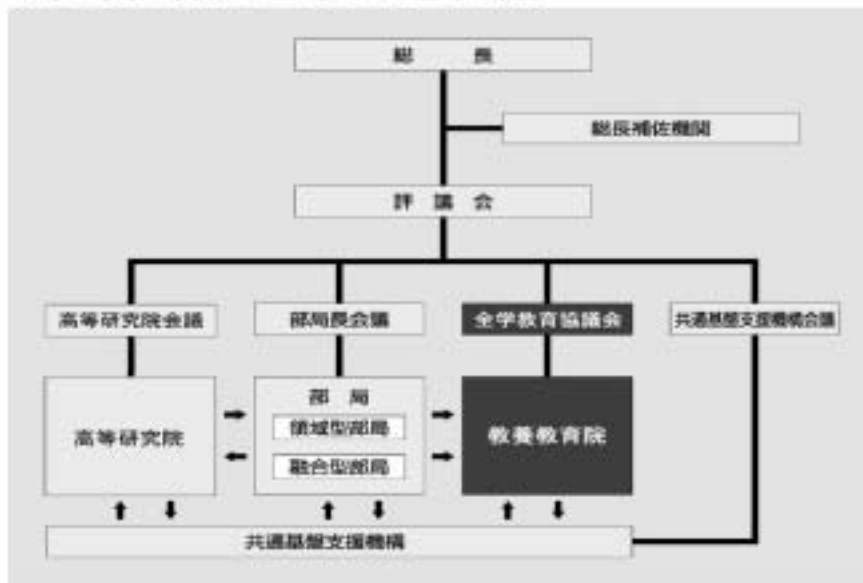 総長
総長補佐機関
評議会
高等研究院会議
部局長会議
全学教育協議会
共通基盤支援機構会議
高等研究院
部局
領域型部局
融合型部局
教養教育院
共通基盤支援機構